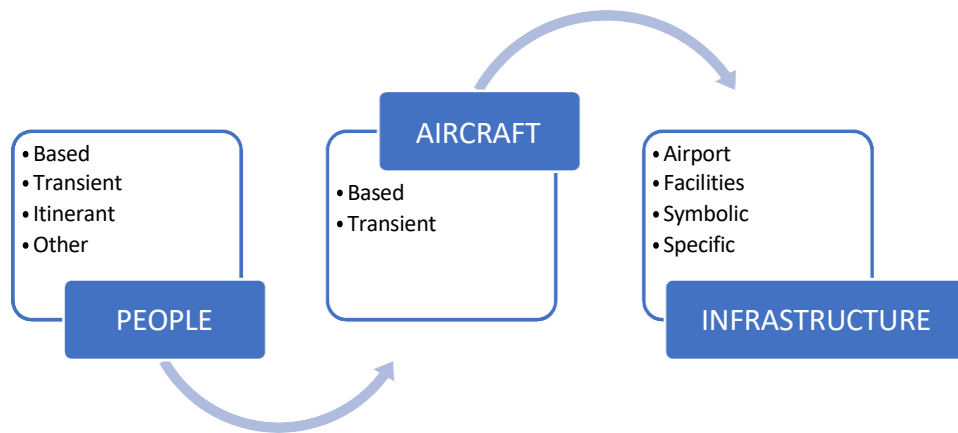 • Based
• Transient
• Itinerant
• Other
PEOPLE
AIRCRAFT
• Based
• Transient
• Airport
• Facilities
• Symbolic
• Specific
INFRASTRUCTURE